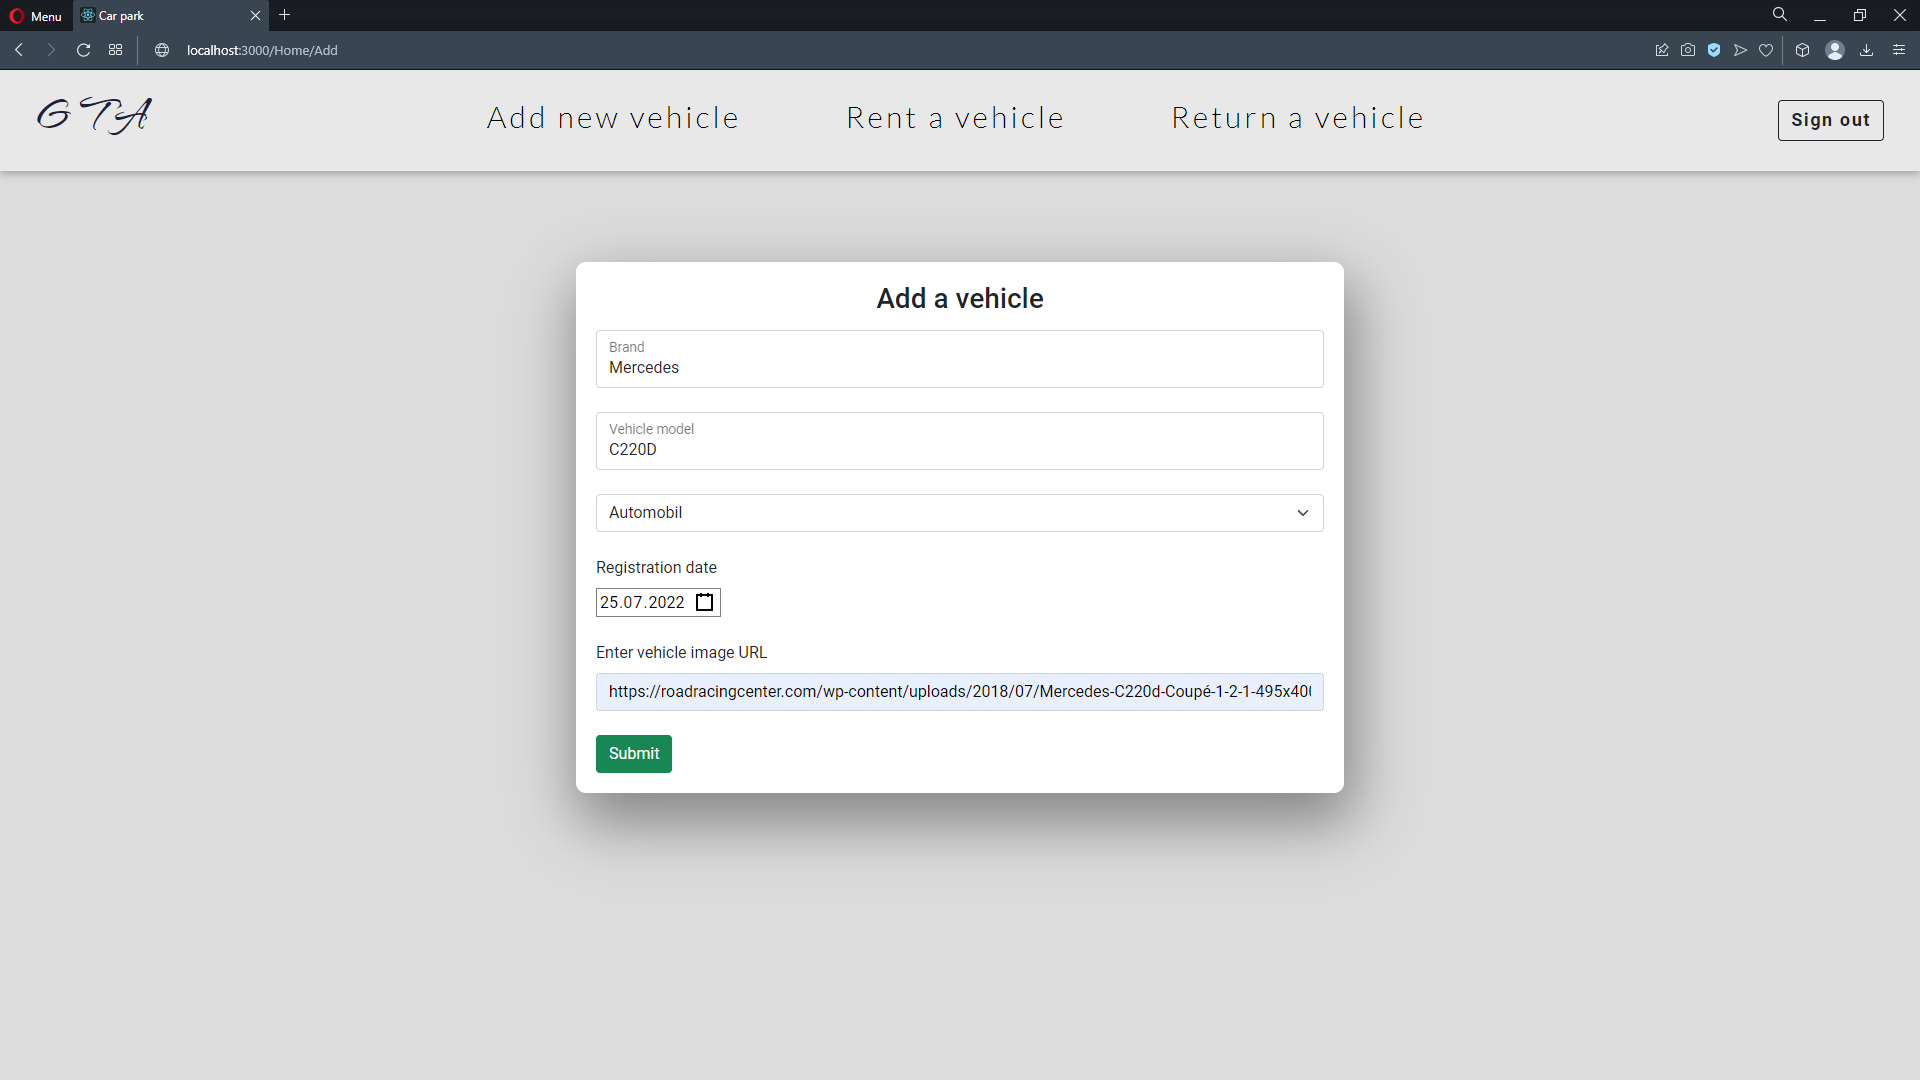 Menu
Car park
localhost:3000/Home/Add
GTA
Add new vehicle
Rent a vehicle
Return a vehicle
Sign out
Add a vehicle
Brand
Mercedes
Vehicle model
C220D
Automobil
Registration date
25.07.2022
Enter vehicle image URL
https://roadracingcenter.com/wp-content/uploads/2018/07/Mercedes-C220d-Coupé-1-2-1-495x40
Submit